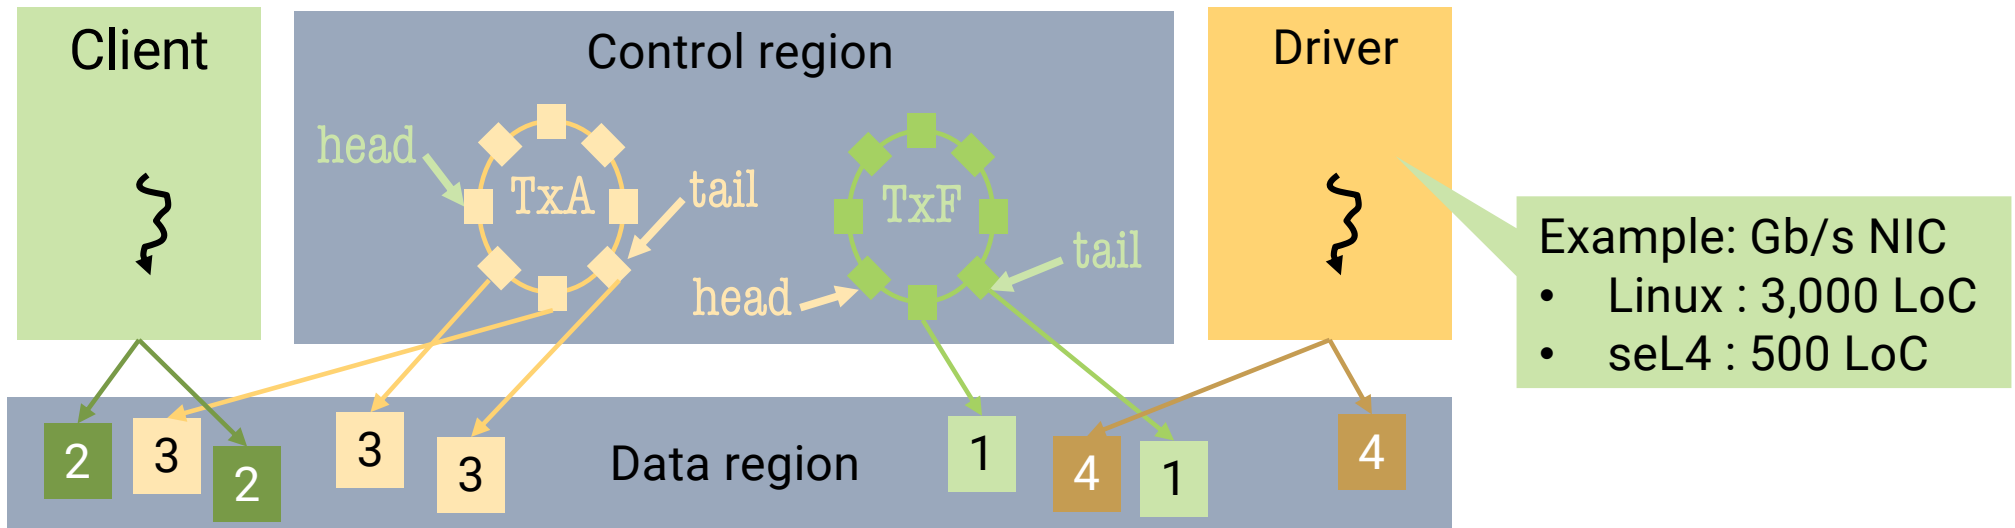 Client
Control region
Driver
head
TxA
tail
TxF
head
tail
Example: Gb/s NIC
• Linux : 3,000 LoC
• seL4 : 500 LoC
2
3
2
3
3
Data region
1
4
1
4